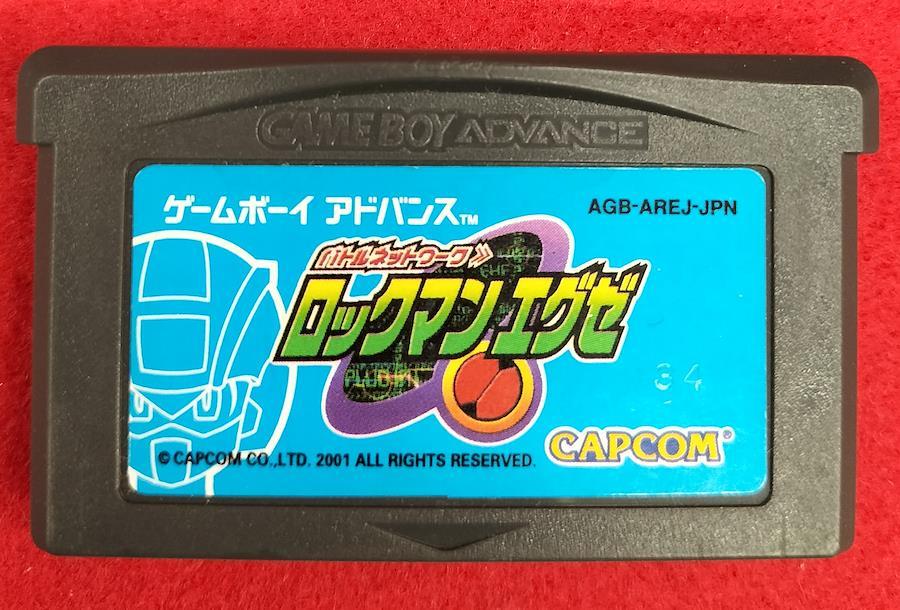 GAME BOY ADVANCE
ゲームボーイ アドバンス™
AGB-AREJ-JPN
バトルネットワーク
ロックマン エグゼ
PLUG IN
34
CAPCOM®
© CAPCOM CO., LTD. 2001 ALL RIGHTS RESERVED.